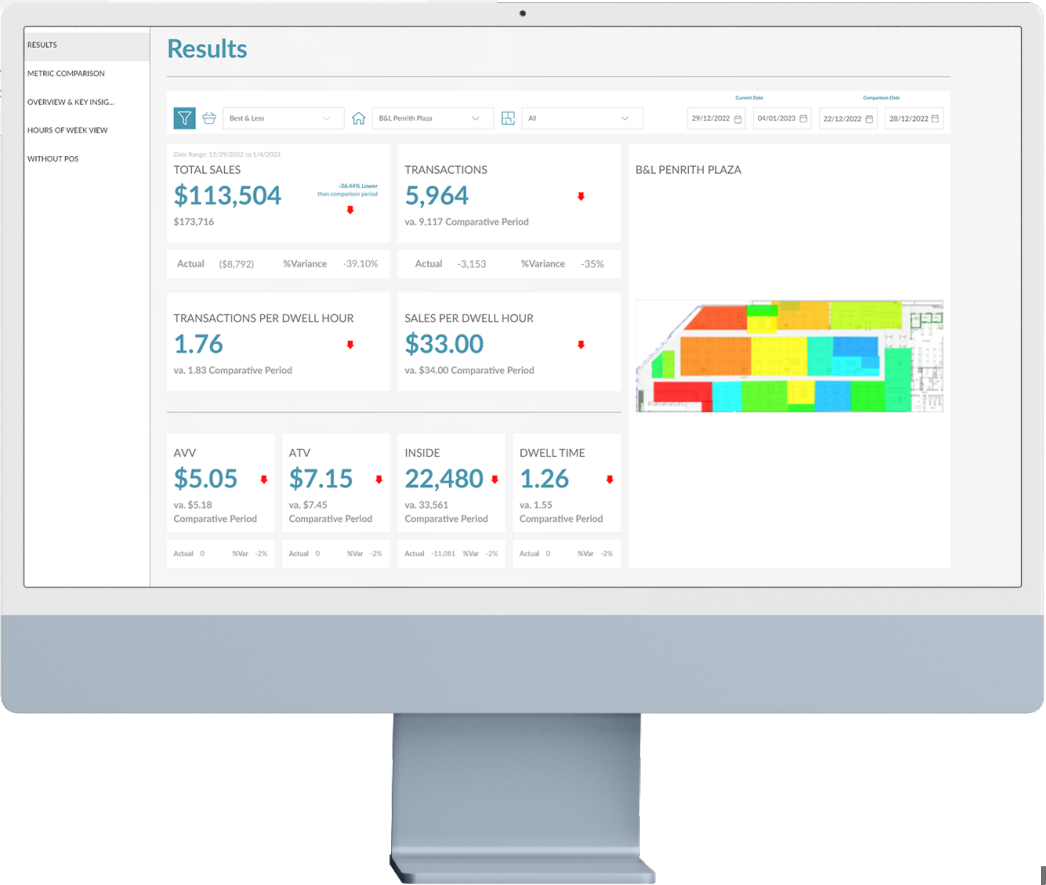 RESULTS
METRIC COMPARISON
OVERVIEW & KEY INSIG...
HOURS OF WEEK VIEW
WITHOUT POS
Results
Current Date
Comparison Date
Best & Less
B&L Penrith Plaza
All
29/12/2022
04/01/2023
22/12/2022
28/12/2022
Date Range: 12/29/2022 to 1/4/2023
TOTAL SALES
$113,504
-36.44% Lower
than comparison period
$173,716
Actual ($8,792) %Variance -39.10%
TRANSACTIONS
5,964
va. 9,117 Comparative Period
Actual -3,153 %Variance -35%
B&L PENRITH PLAZA
TRANSACTIONS PER DWELL HOUR
1.76
va. 1.83 Comparative Period
SALES PER DWELL HOUR
$33.00
va. $34.00 Comparative Period
AVV
$5.05
va. $5.18
Comparative Period
Actual 0 %Var -2%
ATV
$7.15
va. $7.45
Comparative Period
Actual 0 %Var -2%
INSIDE
22,480
va. 33,561
Comparative Period
Actual -11,081 %Var -2%
DWELL TIME
1.26
va. 1.55
Comparative Period
Actual 0 %Var -2%